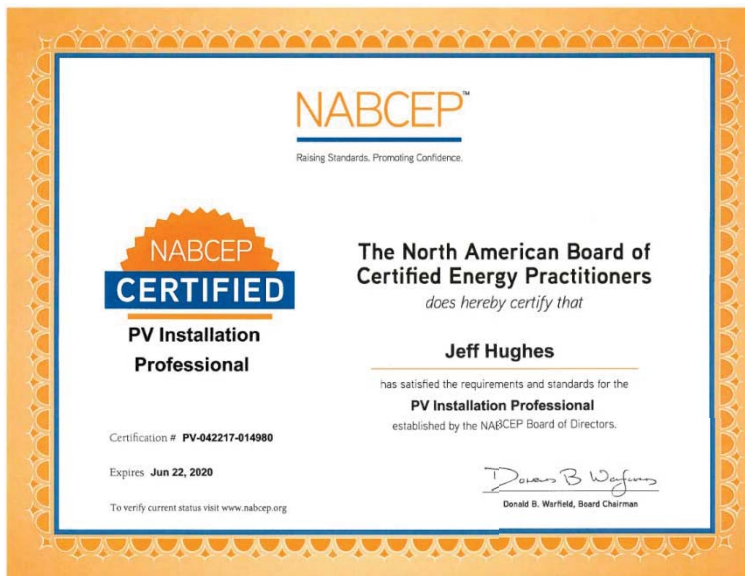 NABCEP™
Raising Standards. Promoting Confidence.
NABCEP
CERTIFIED
PV Installation
Professional
Certification # PV-042217-014980
Expires Jun 22, 2020
To verify current status visit www.nabcep.org
The North American Board of
Certified Energy Practitioners
does hereby certify that
Jeff Hughes
has satisfied the requirements and standards for the
PV Installation Professional
established by the NABCEP Board of Directors.
Donald B. Warfield, Board Chairman